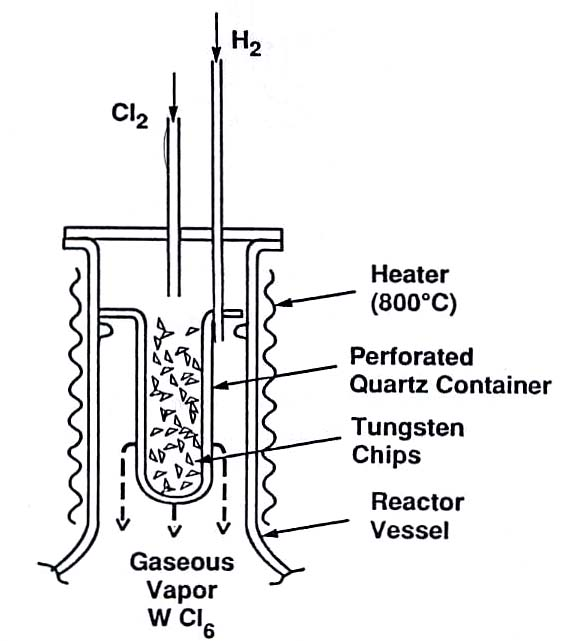 H2
Cl2
Heater
(800°C)
Perforated
Quartz Container
Tungsten
Chips
Reactor
Vessel
Gaseous
Vapor
W Cl6